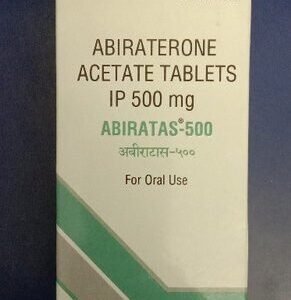 ABIRATERONE
ACETATE TABLETS
IP 500 mg
ABIRATAS®-500
अबीराटास-५००
For Oral Use